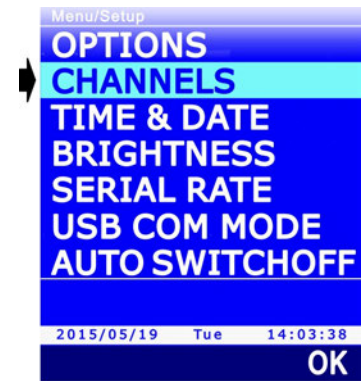 Menu/Setup
OPTIONS
CHANNELS
TIME & DATE
BRIGHTNESS
SERIAL RATE
USB COM MODE
AUTO SWITCHOFF
2015/05/19 Tue 14:03:38
OK